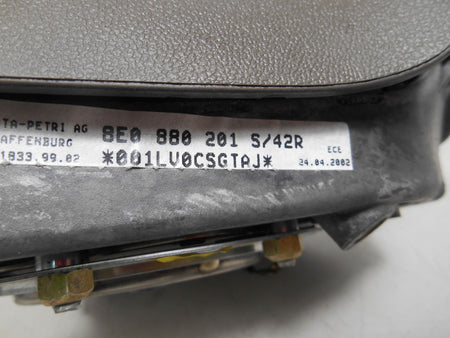 TA-PETRI AG
AFFENBURG
1833.99.02
8E0 880 201 S/42R
*001LV0CSGTAJ*
ECE
24.04.2002